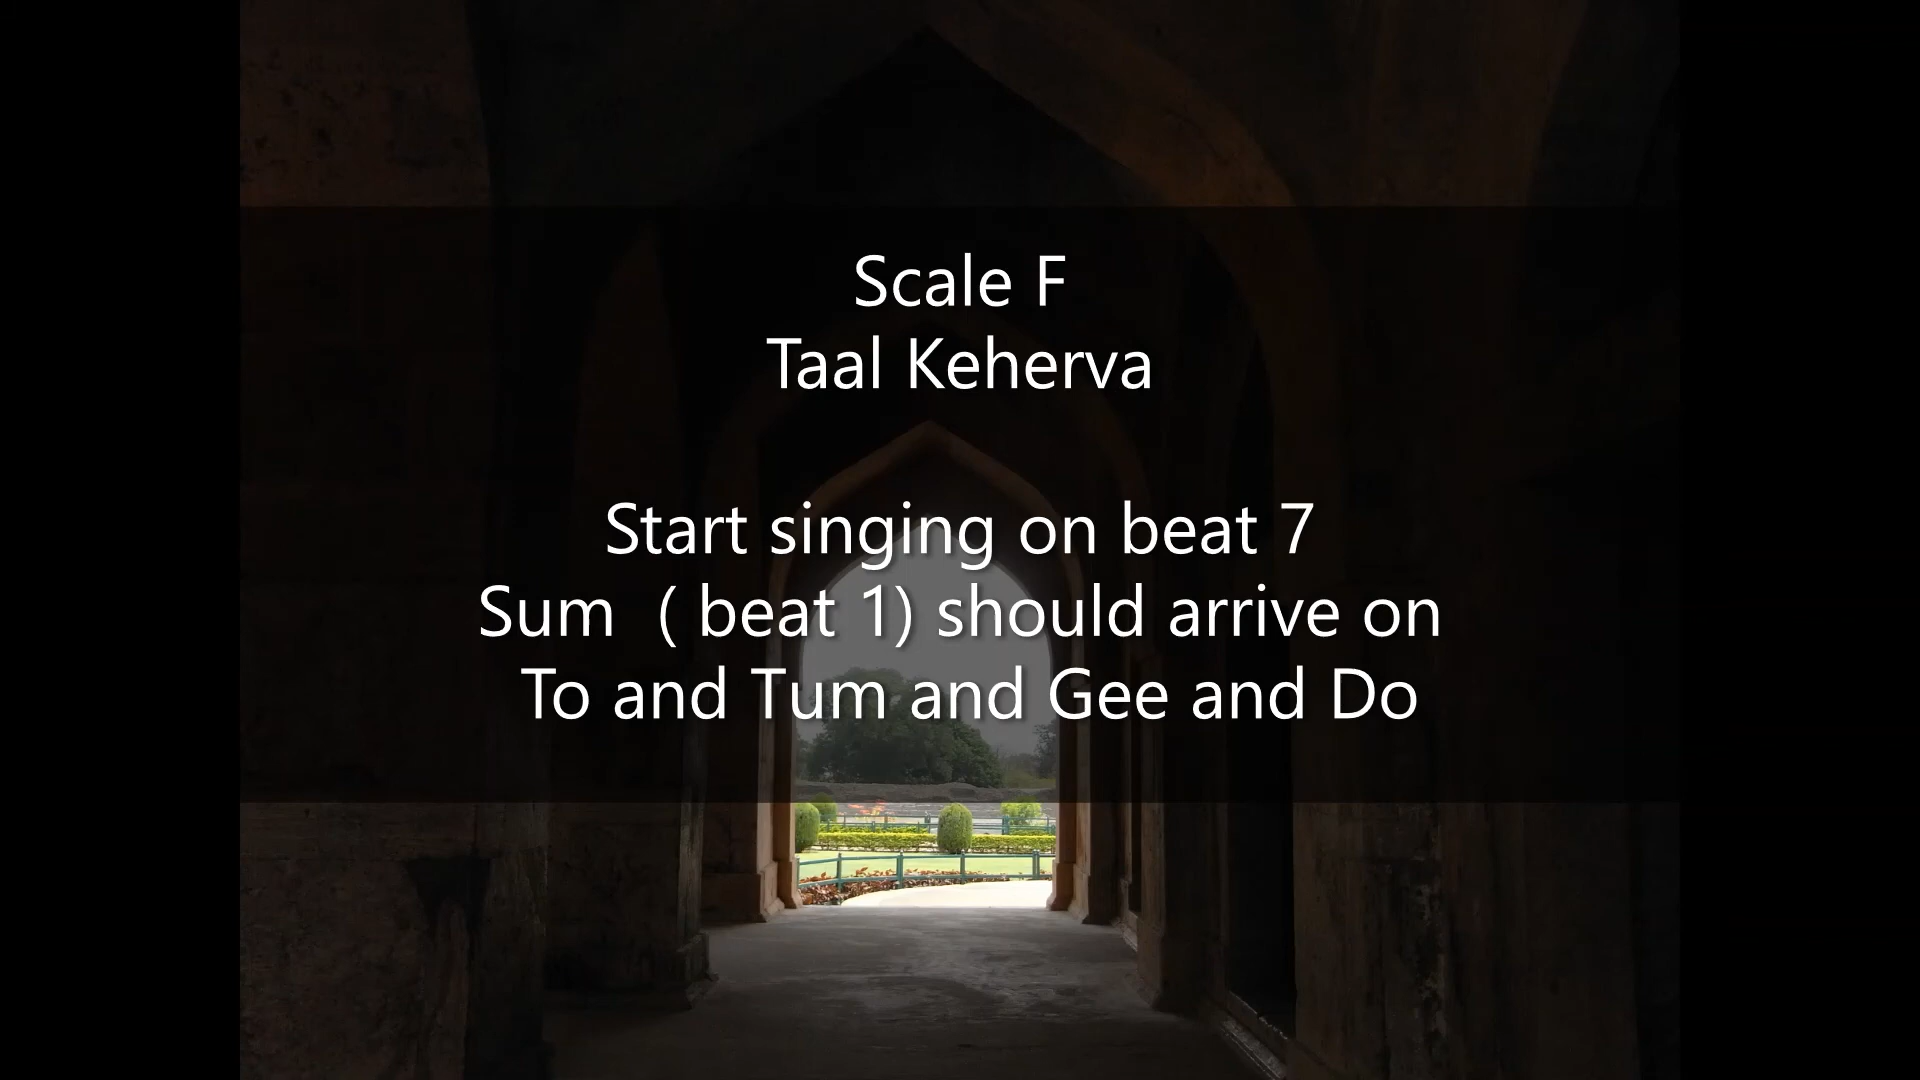 Scale F
Taal Keherva
Start singing on beat 7
Sum ( beat 1) should arrive on
To and Tum and Gee and Do